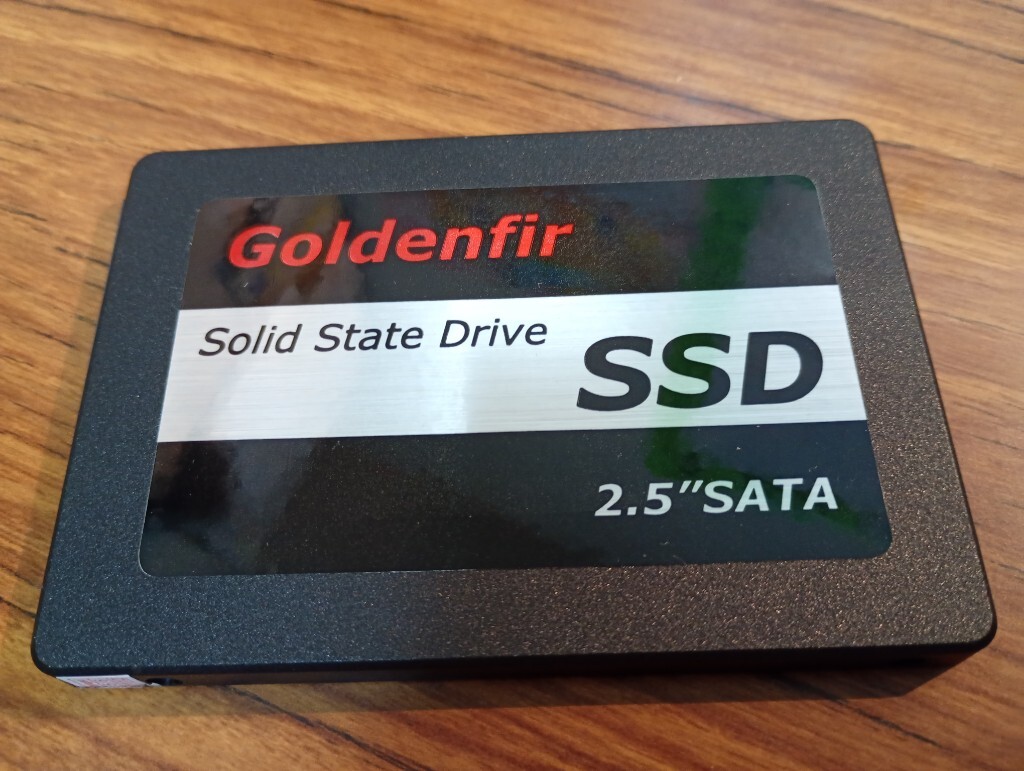 Goldenfir
Solid State Drive
SSD
2.5"SATA